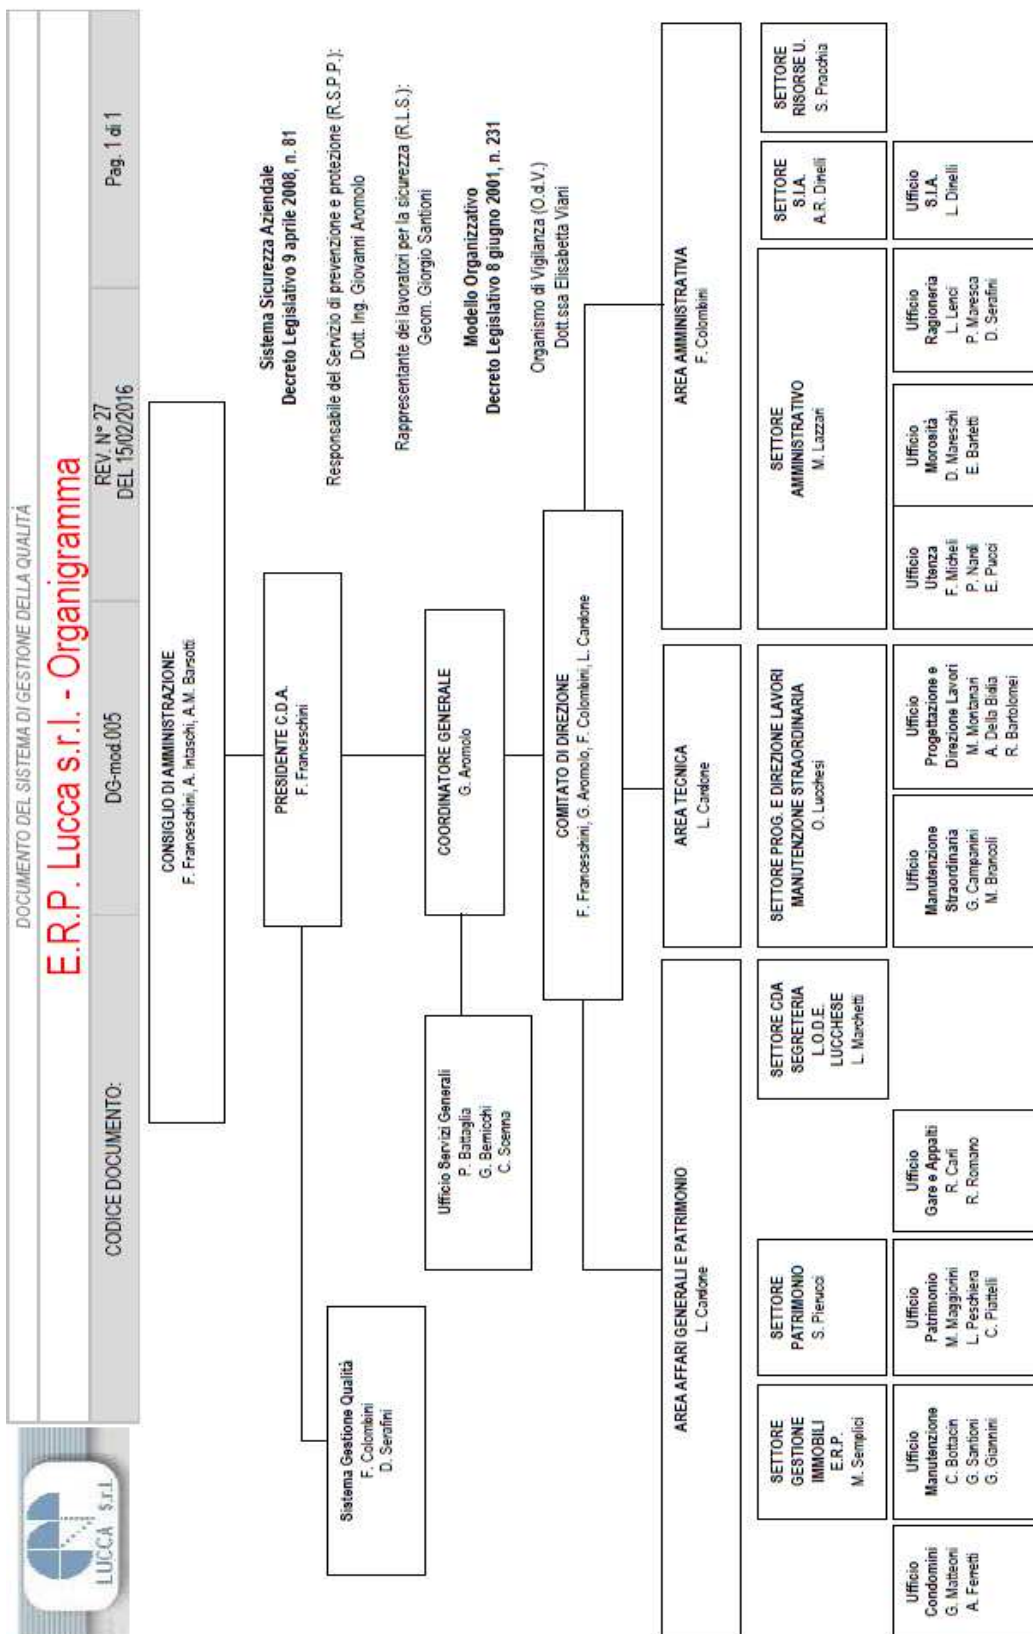 LUCCA s.r.l.
DOCUMENTO DEL SISTEMA DI GESTIONE DELLA QUALITÀ
E.R.P. Lucca s.r.l. - Organigramma
CODICE DOCUMENTO:
DG-mod.005
REV. N° 27
DEL 15/02/2016
Pag. 1 di 1
CONSIGLIO DI AMMINISTRAZIONE
F. Franceschini, A. Intaschi, A.M. Barsotti
Sistema Sicurezza Aziendale
Decreto Legislativo 9 aprile 2008, n. 81
Responsabile del Servizio di prevenzione e protezione (R.S.P.P.):
Dott. Ing. Giovanni Aromolo
Rappresentante dei lavoratori per la sicurezza (R.L.S.):
Geom. Giorgio Santioni
Modello Organizzativo
Decreto Legislativo 8 giugno 2001, n. 231
Organismo di Vigilanza (O.d.V.)
Dott.ssa Elisabetta Viani
PRESIDENTE C.D.A.
F. Franceschini
Sistema Gestione Qualità
F. Colombini
D. Serafini
COORDINATORE GENERALE
G. Aromolo
Ufficio Servizi Generali
P. Battaglia
G. Bernicchi
C. Scenna
COMITATO DI DIREZIONE
F. Franceschini, G. Aromolo, F. Colombini, L. Cardone
AREA AFFARI GENERALI E PATRIMONIO
L. Cardone
AREA TECNICA
L. Cardone
AREA AMMINISTRATIVA
F. Colombini
SETTORE
GESTIONE
IMMOBILI
E.R.P.
M. Semplici
SETTORE
PATRIMONIO
S. Pierucci
SETTORE CDA
SEGRETERIA
L.O.D.E.
LUCCHESE
L. Marchetti
SETTORE PROG. E DIREZIONE LAVORI
MANUTENZIONE STRAORDINARIA
O. Lucchesi
SETTORE
AMMINISTRATIVO
M. Lazzari
SETTORE
S.I.A.
A.R. Dinelli
SETTORE
RISORSE U.
S. Pracchia
Ufficio
Condomini
G. Matteoni
A. Ferretti
Ufficio
Manutenzione
C. Bottacin
G. Santioni
G. Giannini
Ufficio
Patrimonio
M. Maggiorini
L. Peschiera
C. Piattelli
Ufficio
Gare e Appalti
R. Carli
R. Romano
Ufficio
Manutenzione
Straordinaria
G. Campanini
M. Brancoli
Ufficio
Progettazione e
Direzione Lavori
M. Montanari
A. Della Bidia
R. Bartolomei
Ufficio
Utenza
F. Micheli
P. Nardi
E. Pucci
Ufficio
Morosità
D. Mareschi
E. Bartetti
Ufficio
Ragioneria
L. Lenci
P. Maresca
D. Serafini
Ufficio
S.I.A.
L. Dinelli